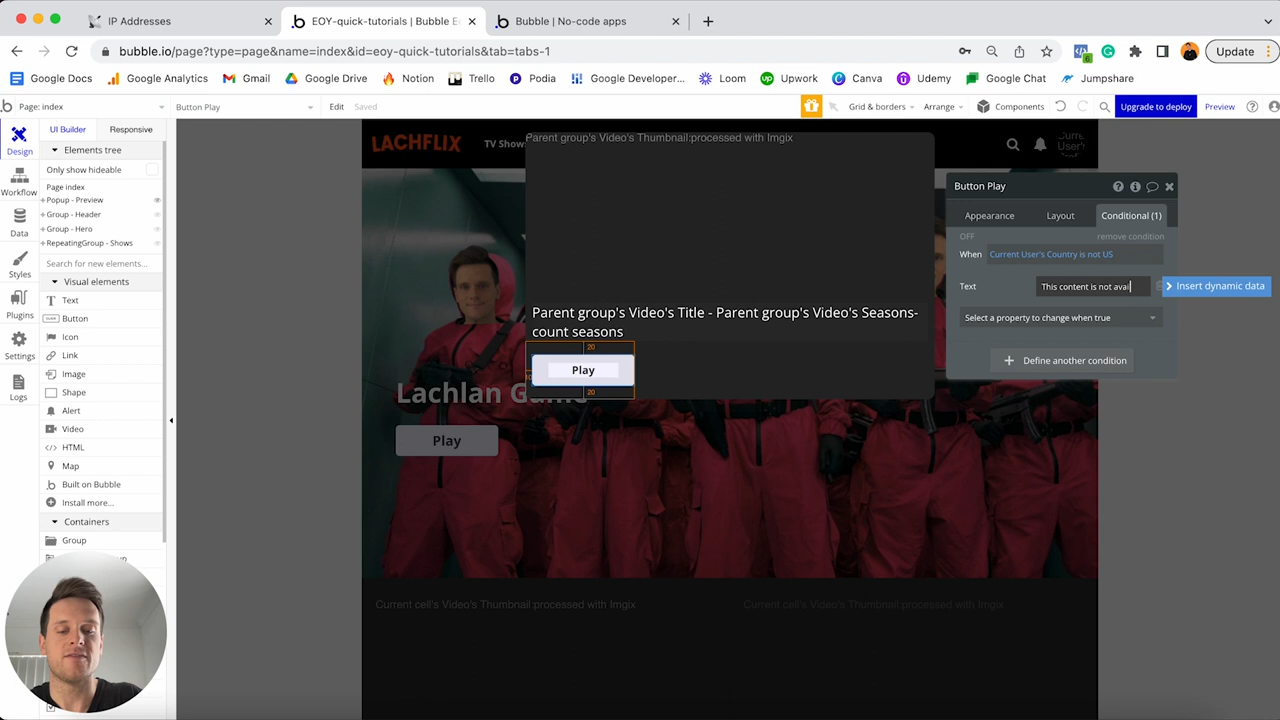 IP Addresses
EOY-quick-tutorials | Bubble Ed
Bubble | No-code apps
bubble.io/page?type=page&name=index&id=eoy-quick-tutorials&tab=tabs-1
6
Update
Google Docs
Google Analytics
Gmail
Google Drive
Notion
Trello
Podia
Google Developer...
Loom
Upwork
Canva
Udemy
Google Chat
Jumpshare
Page: index
Button Play
Edit
Saved
Grid & borders
Arrange
Components
Upgrade to deploy
Preview
Design
Workflow
Data
Styles
Plugins
Settings
Logs
UI Builder
Responsive
Elements tree
Only show hideable
Page index
Popup - Preview
Group - Header
Group - Hero
RepeatingGroup - Shows
Search for new elements...
Visual elements
Text
Button
Icon
Link
Image
Shape
Alert
Video
HTML
Map
Built on Bubble
Install more...
Containers
Group
LACHFLIX
TV Show
Parent group's Video's Thumbnail:processed with Imgix
Curr
User'
Parent group's Video's Title - Parent group's Video's Seasons-
count seasons
20
Play
20
Lachlan Game
Play
Current cell's Video's Thumbnail:processed with Imgix
Current cell's Video's Thumbnail:processed with Imgix
Button Play
Appearance
Layout
Conditional (1)
OFF
remove condition
When
Current User's Country is not US
Text
This content is not avai
Insert dynamic data
Select a property to change when true
Define another condition